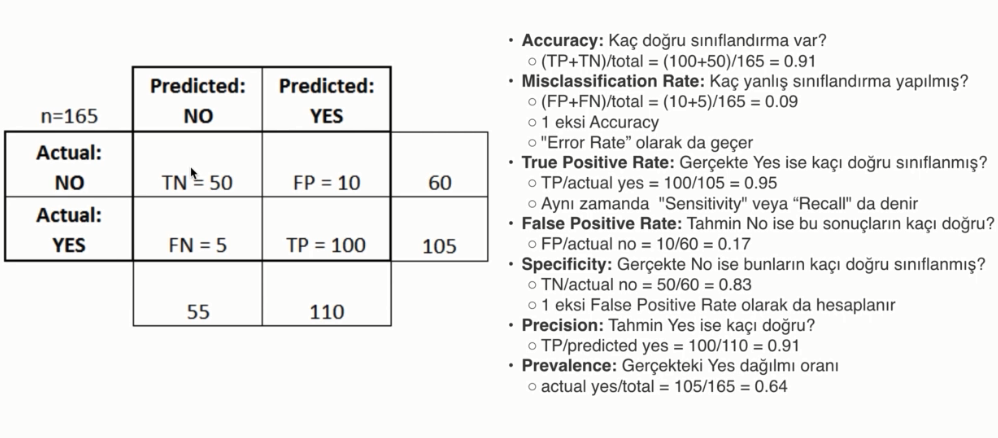 n=165
Predicted: NO
Predicted: YES
Actual: NO
TN = 50
FP = 10
60
Actual: YES
FN = 5
TP = 100
105
55
110
• Accuracy: Kaç doğru sınıflandırma var?
○ (TP+TN)/total = (100+50)/165 = 0.91
• Misclassification Rate: Kaç yanlış sınıflandırma yapılmış?
○ (FP+FN)/total = (10+5)/165 = 0.09
○ 1 eksi Accuracy
○ "Error Rate” olarak da geçer
• True Positive Rate: Gerçekte Yes ise kaçı doğru sınıflanmış?
○ TP/actual yes = 100/105 = 0.95
○ Aynı zamanda "Sensitivity" veya “Recall" da denir
• False Positive Rate: Tahmin No ise bu sonuçların kaçı doğru?
○ FP/actual no = 10/60 = 0.17
• Specificity: Gerçekte No ise bunların kaçı doğru sınıflanmış?
○ TN/actual no = 50/60 = 0.83
○ 1 eksi False Positive Rate olarak da hesaplanır
• Precision: Tahmin Yes ise kaçı doğru?
○ TP/predicted yes = 100/110 = 0.91
• Prevalence: Gerçekteki Yes dağılmı oranı
○ actual yes/total = 105/165 = 0.64